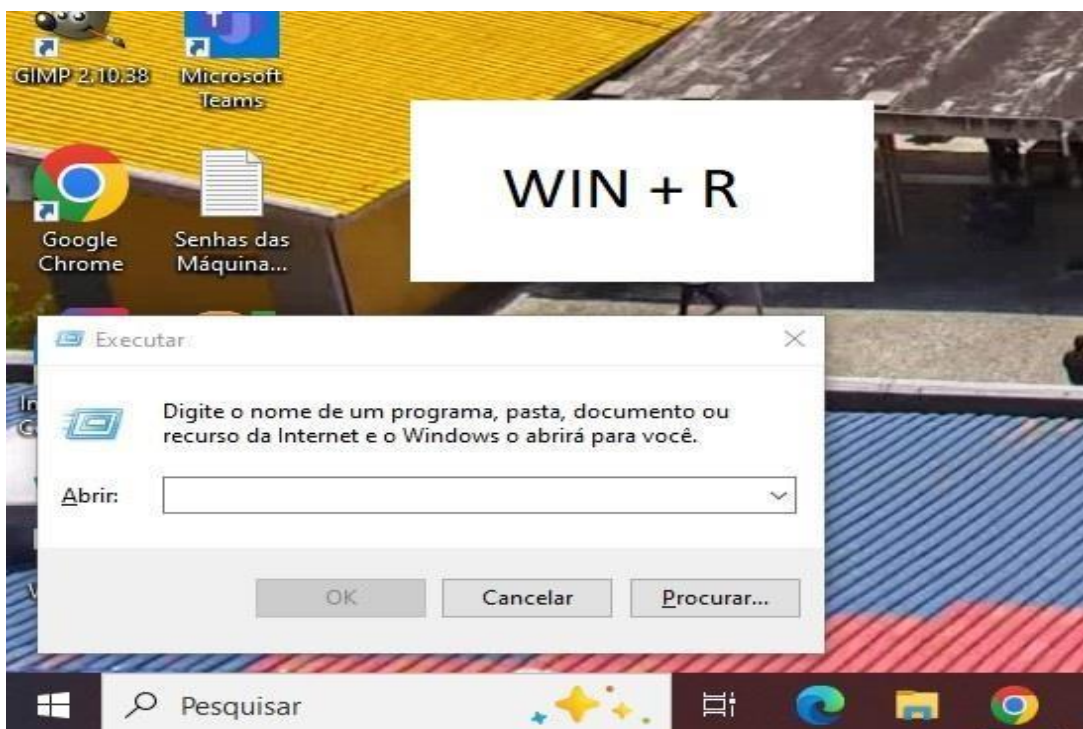 GIMP 2.10.38
Microsoft
Teams
WIN + R
Google
Chrome
Senhas das
Máquina...
Executar
Digite o nome de um programa, pasta, documento ou
recurso da Internet e o Windows o abrirá para você.
Abrir:
OK
Cancelar
Procurar...
Pesquisar